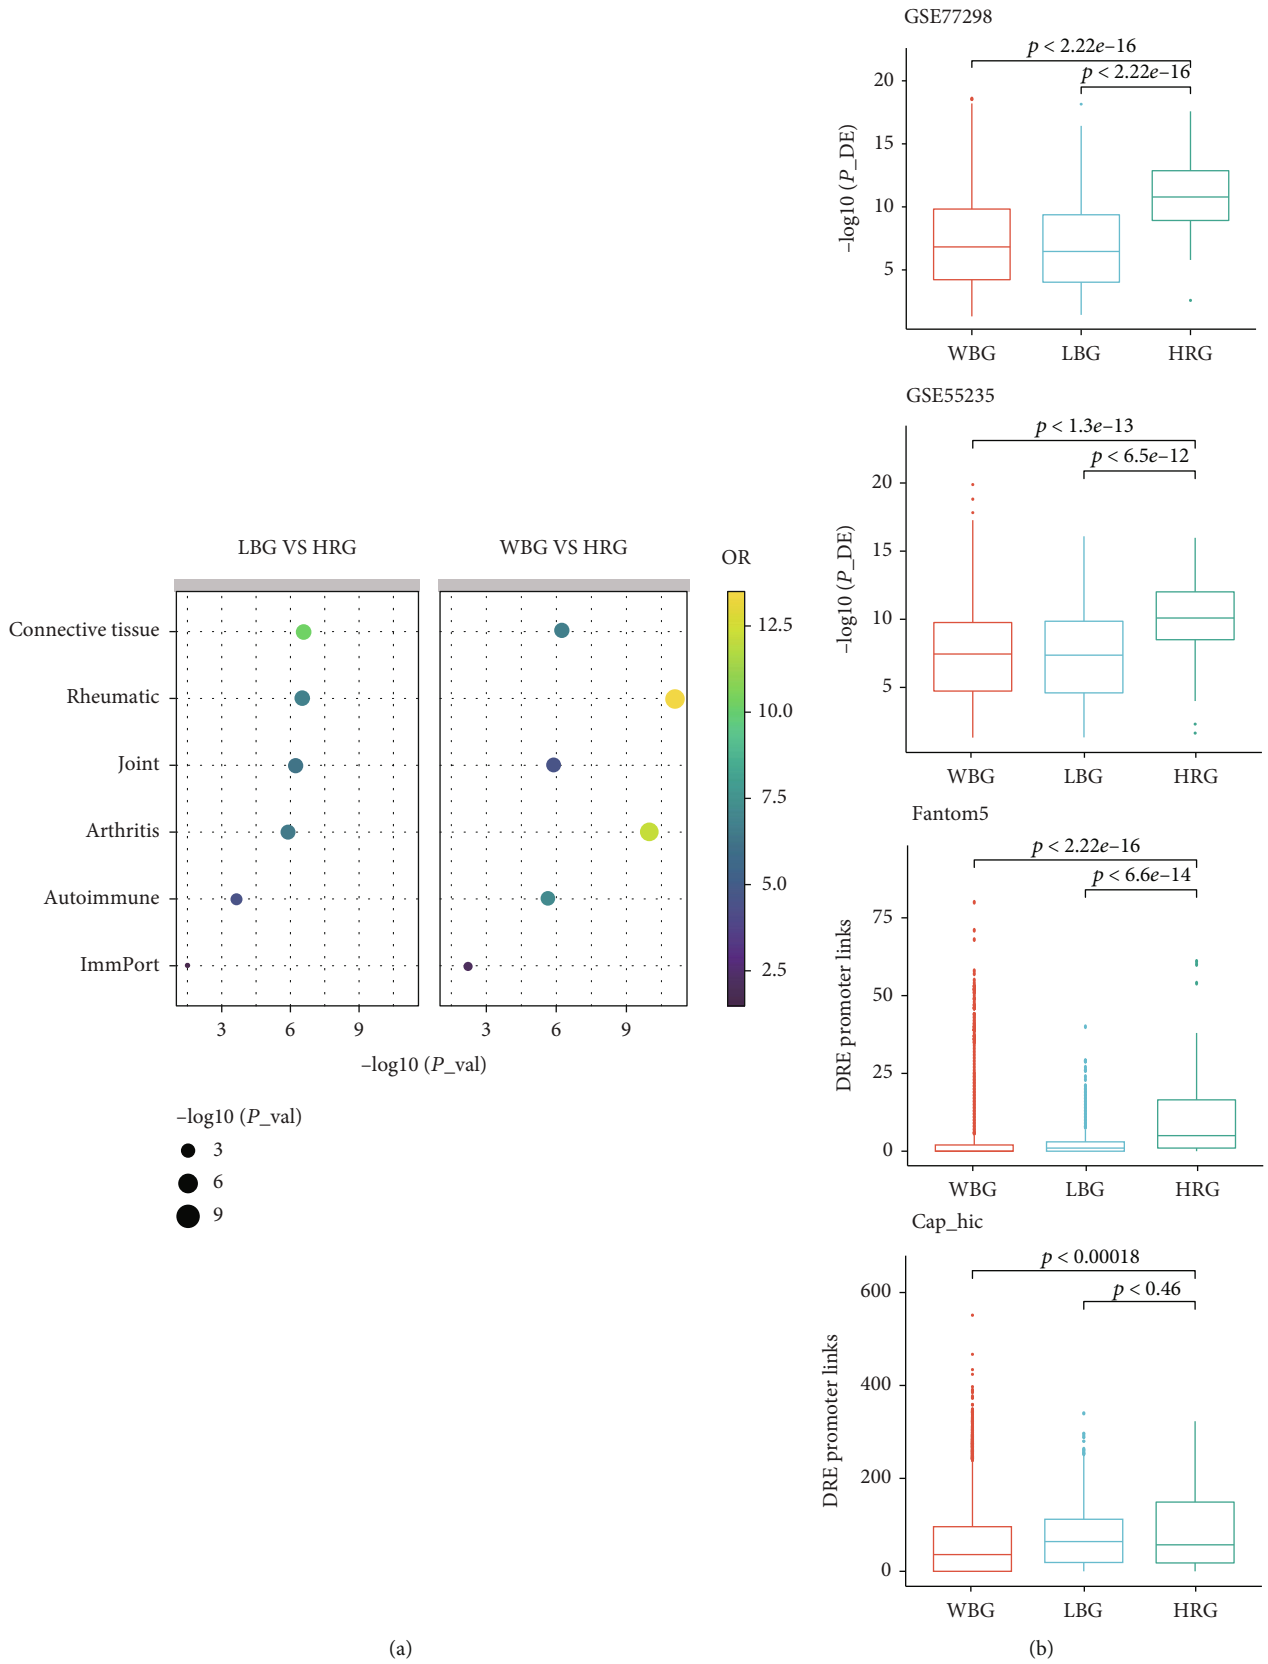 LBG VS HRG
WBG VS HRG
OR
Connective tissue
Rheumatic
Joint
Arthritis
Autoimmune
ImmPort
3 6 9
3 6 9
–log10 (P_val)
12.5
10.0
7.5
5.0
2.5
–log10 (P_val)
3
6
9
(a)
GSE77298
p < 2.22e–16
p < 2.22e–16
–log10 (P_DE)
20
15
10
5
WBG LBG HRG
GSE55235
p < 1.3e–13
p < 6.5e–12
–log10 (P_DE)
20
15
10
5
WBG LBG HRG
Fantom5
p < 2.22e–16
p < 6.6e–14
DRE promoter links
75
50
25
0
WBG LBG HRG
Cap_hic
p < 0.00018
p < 0.46
DRE promoter links
600
400
200
0
WBG LBG HRG
(b)